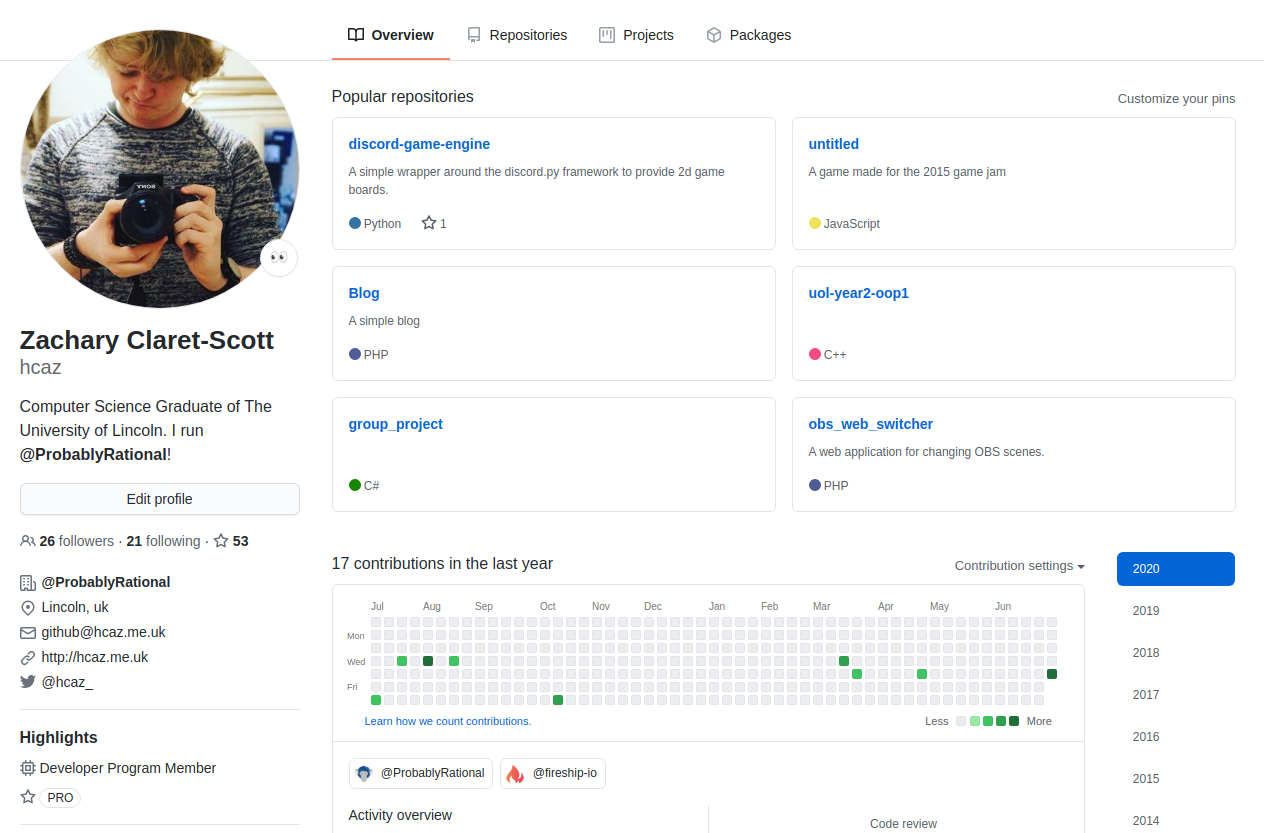 Overview Repositories Projects Packages
SONY
Zachary Claret-Scott
hcaz
Computer Science Graduate of The
University of Lincoln. I run
@ProbablyRational!
Edit profile
26 followers · 21 following · 53
@ProbablyRational
Lincoln, uk
github@hcaz.me.uk
http://hcaz.me.uk
@hcaz_
Highlights
Developer Program Member
PRO
Popular repositories
Customize your pins
discord-game-engine
A simple wrapper around the discord.py framework to provide 2d game
boards.
Python 1
untitled
A game made for the 2015 game jam
JavaScript
Blog
A simple blog
PHP
uol-year2-oop1
C++
group_project
C#
obs_web_switcher
A web application for changing OBS scenes.
PHP
17 contributions in the last year
Contribution settings
Jul Aug Sep Oct Nov Dec Jan Feb Mar Apr May Jun
Mon
Wed
Fri
Learn how we count contributions.
Less More
@ProbablyRational @fireship-io
Activity overview
Code review
2020
2019
2018
2017
2016
2015
2014